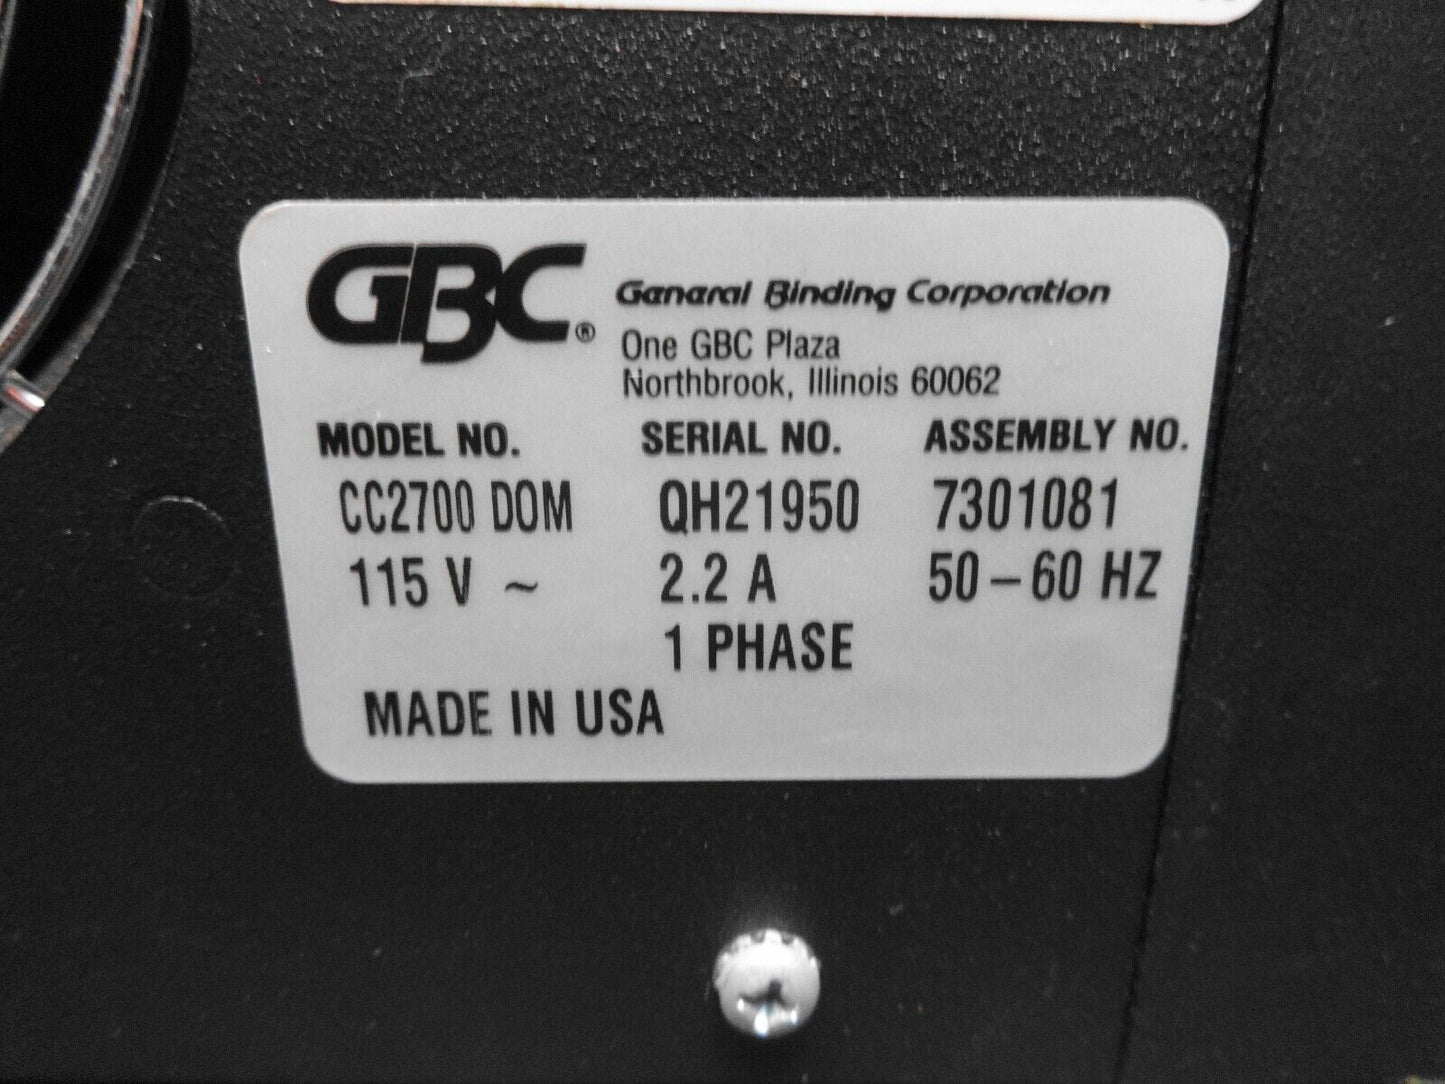 GBC® General Binding Corporation
One GBC Plaza
Northbrook, Illinois 60062
MODEL NO. SERIAL NO. ASSEMBLY NO.
CC2700 DOM QH21950 7301081
115 V ~ 2.2 A 50 – 60 HZ
1 PHASE
MADE IN USA